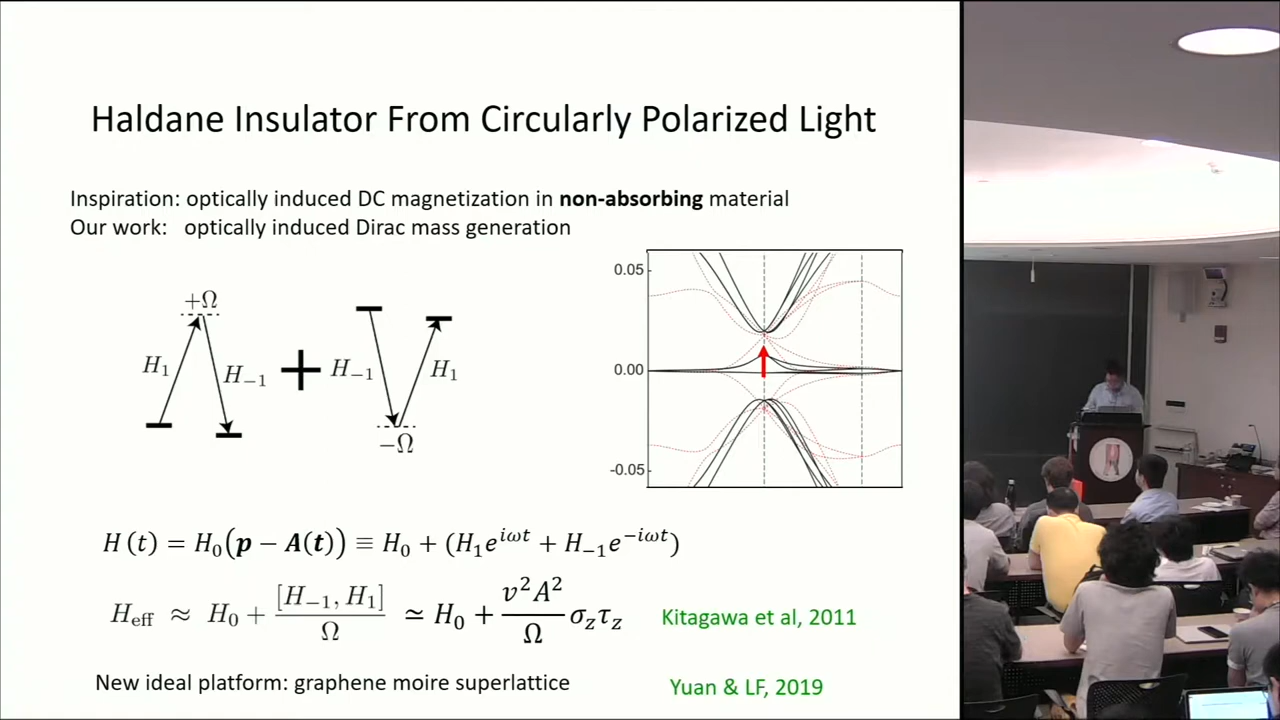 Haldane Insulator From Circularly Polarized Light
Inspiration: optically induced DC magnetization in non-absorbing material
Our work: optically induced Dirac mass generation
+Ω
H₁
H₋₁
+
H₋₁
H₁
−Ω
0.05
0.00
-0.05
H(t) = H₀(p − A(t)) ≡ H₀ + (H₁e^{iωt} + H₋₁e^{−iωt})
H_eff ≈ H₀ + [H₋₁, H₁]/Ω ≃ H₀ + v²A²/Ω σ_zτ_z
Kitagawa et al, 2011
New ideal platform: graphene moire superlattice
Yuan & LF, 2019